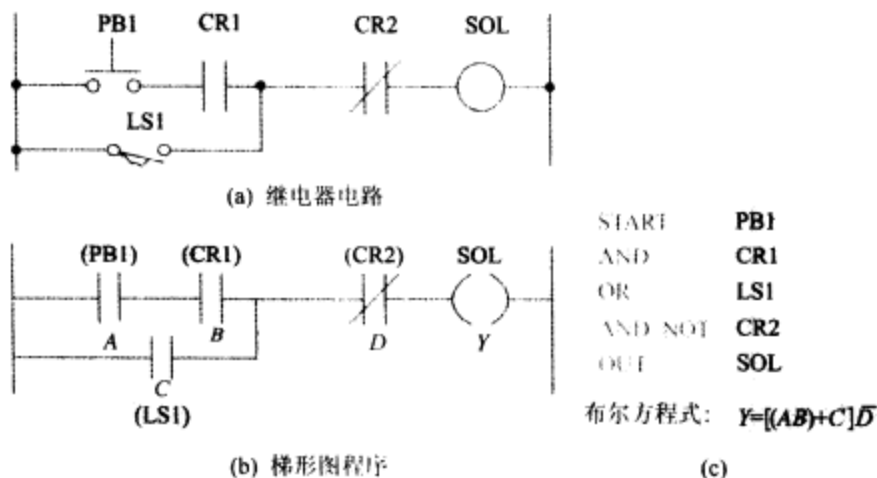 PB1 CR1 CR2 SOL
LS1
(a) 继电器电路
(PB1) (CR1) (CR2) SOL
A B D Y
C
(LS1)
(b) 梯形图程序
START PB1
AND CR1
OR LS1
AND NOT CR2
OUT SOL
布尔方程式: Y=[(AB)+C]D̅
(c)